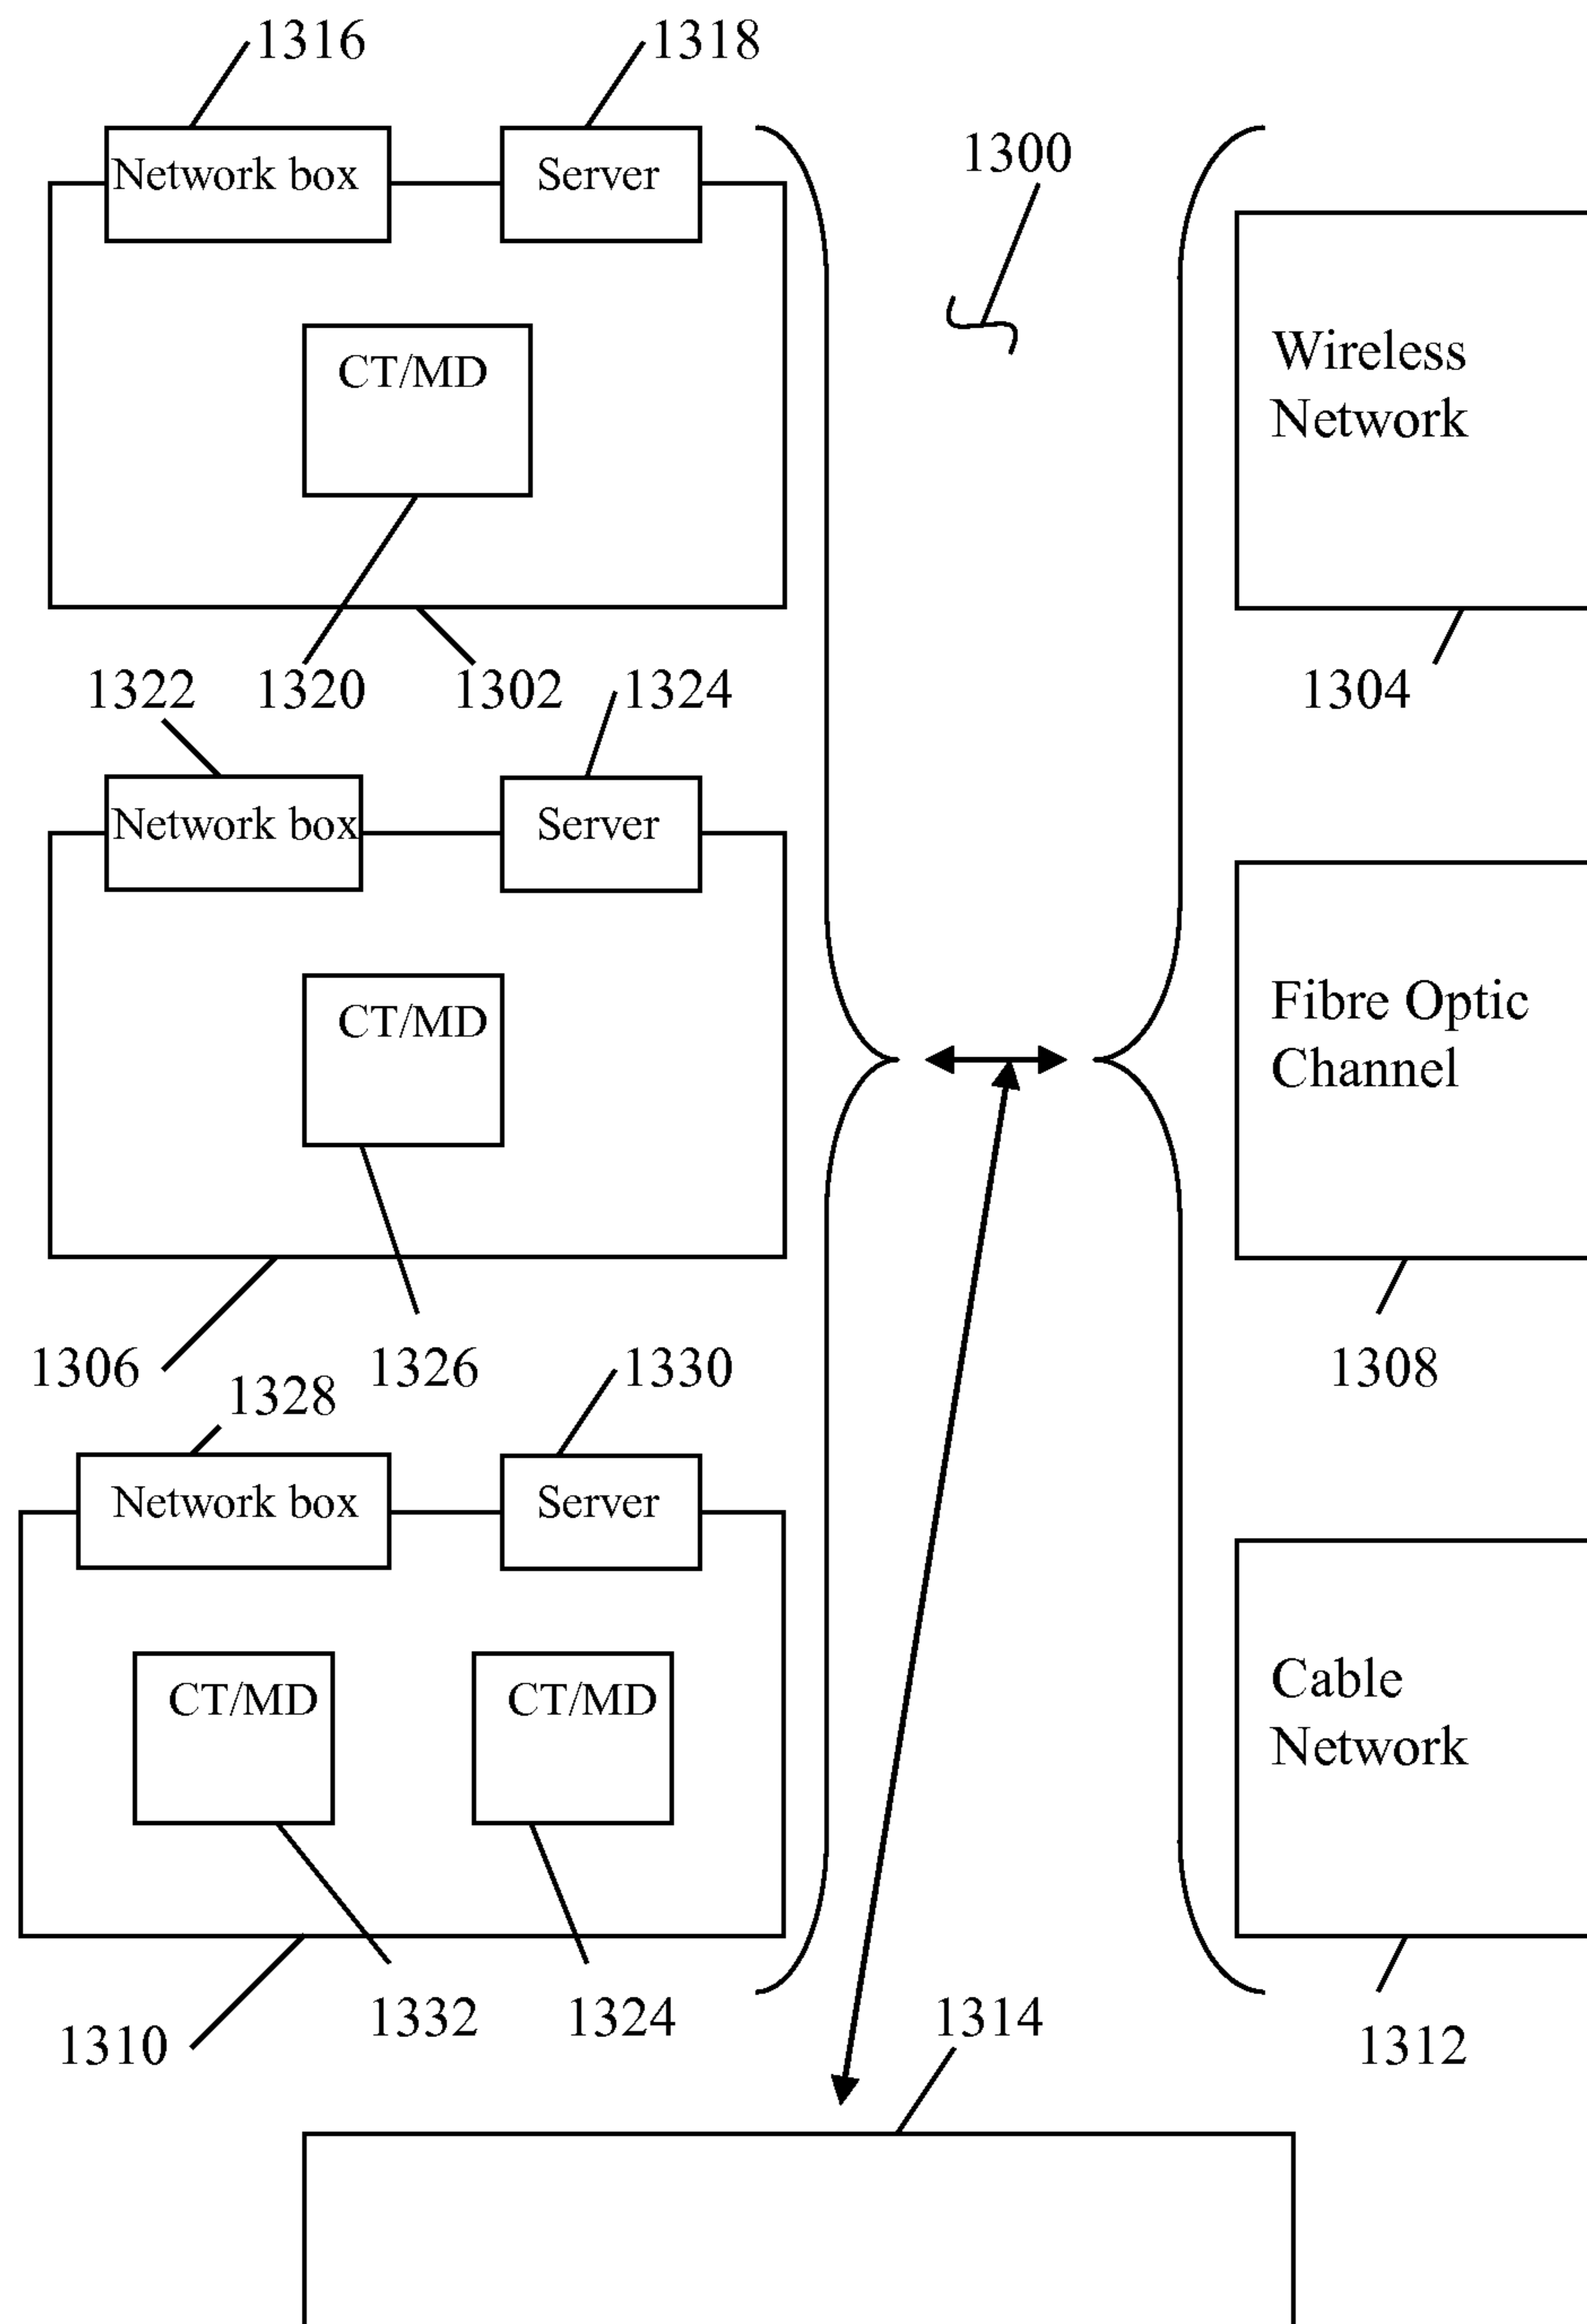 1316
1318
Network box
Server
1300
CT/MD
Wireless
Network
1322
1320
1302
1324
1304
Network box
Server
CT/MD
Fibre Optic
Channel
1306
1326
1330
1308
1328
Network box
Server
CT/MD
CT/MD
Cable
Network
1310
1332
1324
1314
1312